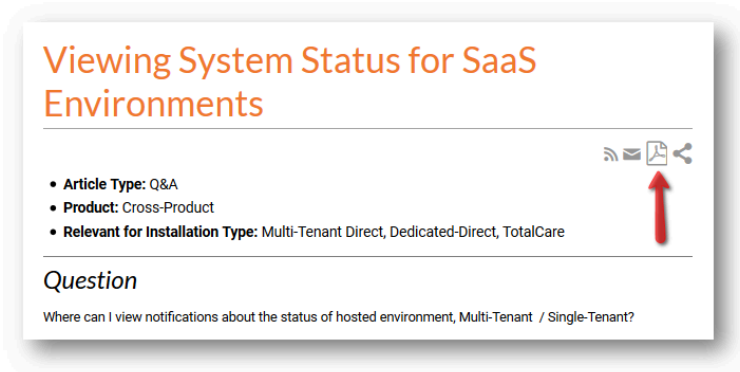 Viewing System Status for SaaS
Environments
• Article Type: Q&A
• Product: Cross-Product
• Relevant for Installation Type: Multi-Tenant Direct, Dedicated-Direct, TotalCare
Question
Where can I view notifications about the status of hosted environment, Multi-Tenant / Single-Tenant?